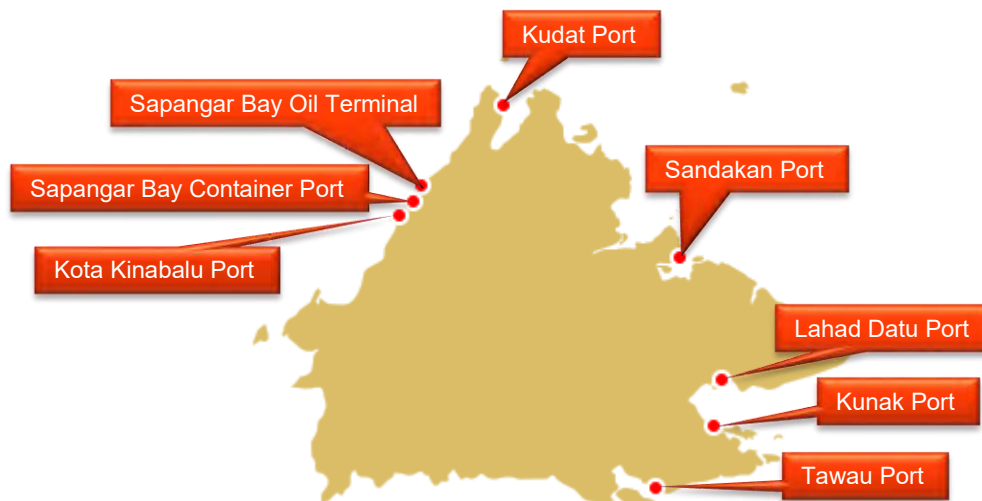 Kudat Port
Sapangar Bay Oil Terminal
Sapangar Bay Container Port
Sandakan Port
Kota Kinabalu Port
Lahad Datu Port
Kunak Port
Tawau Port